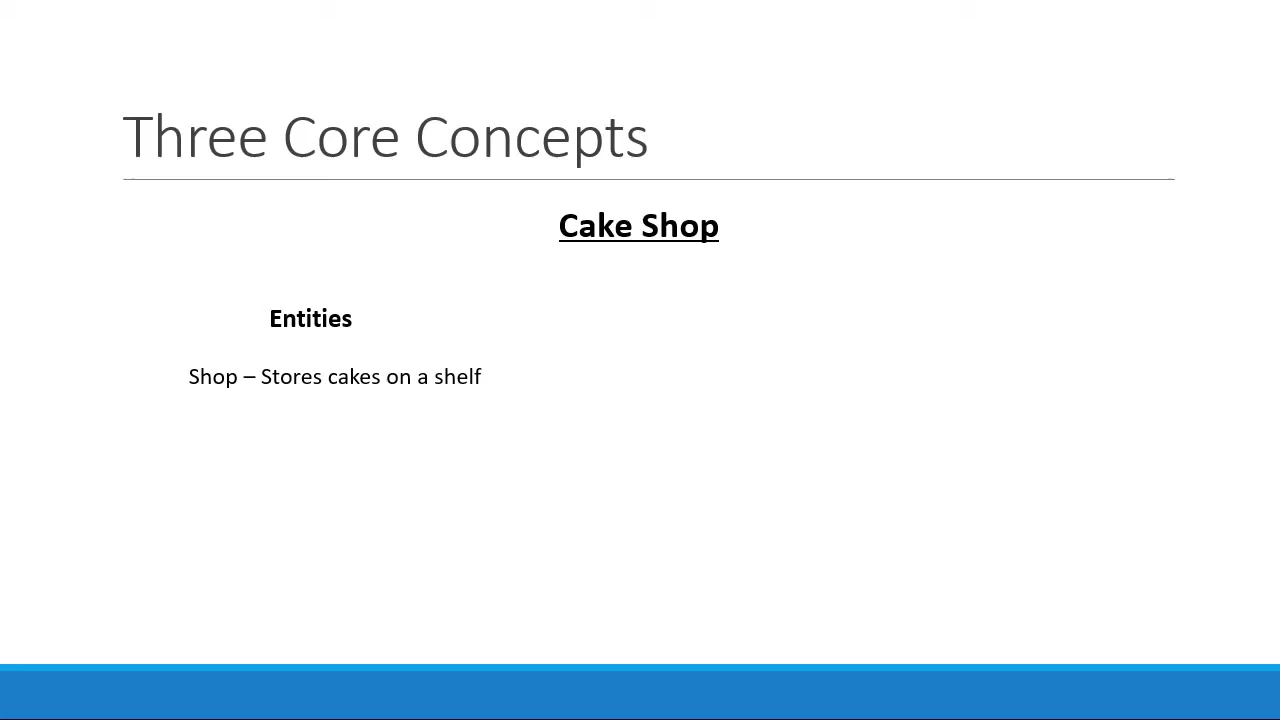 Three Core Concepts
Cake Shop
Entities
Shop – Stores cakes on a shelf